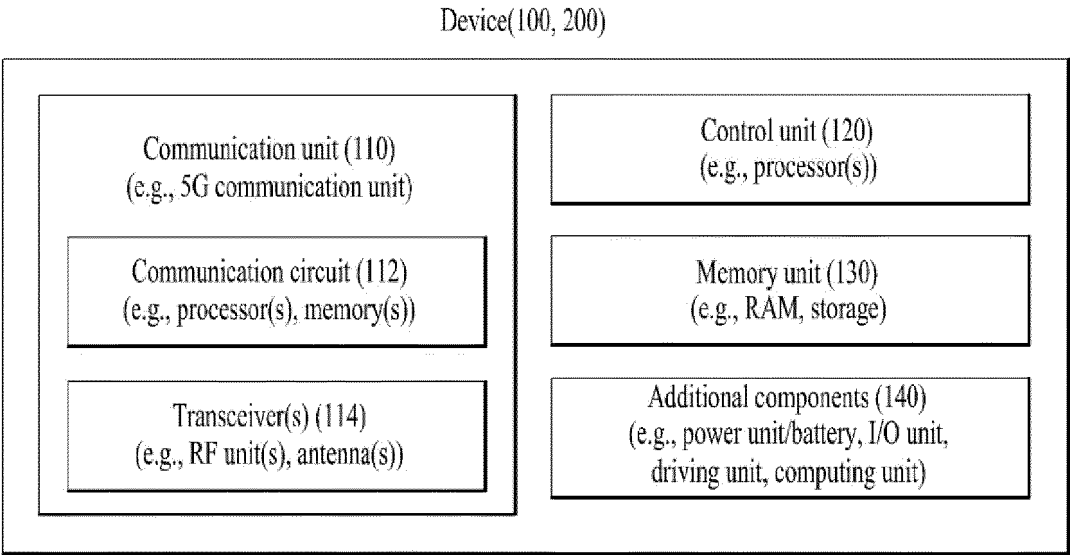 Device(100, 200)
Communication unit (110)
(e.g., 5G communication unit)
Communication circuit (112)
(e.g., processor(s), memory(s))
Transceiver(s) (114)
(e.g., RF unit(s), antenna(s))
Control unit (120)
(e.g., processor(s))
Memory unit (130)
(e.g., RAM, storage)
Additional components (140)
(e.g., power unit/battery, I/O unit,
driving unit, computing unit)